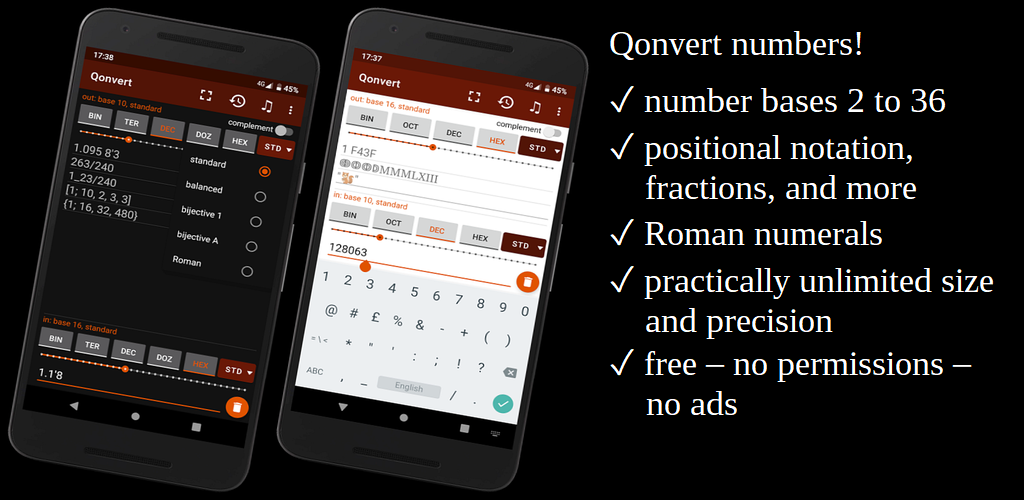 17:38
4G 45%
Qonvert
out: base 10, standard
complement
BIN TER DEC DOZ HEX STD
1.095 8'3
263/240
1_23/240
[1; 10, 2, 3, 3]
{1; 16, 32, 480}
standard
balanced
bijective 1
bijective A
Roman
in: base 16, standard
BIN TER DEC DOZ HEX STD
1.1'8
17:37
4G 45%
Qonvert
out: base 16, standard
complement
BIN OCT DEC HEX STD
1 F43F
MMMLXIII
in: base 10, standard
BIN OCT DEC HEX STD
128063
1 2 3 4 5 6 7 8 9 0
@ # £ % & - + ( )
= \ < * " ' : ; ! ?
ABC , _ English / .
Qonvert numbers!
✓ number bases 2 to 36
✓ positional notation,
fractions, and more
✓ Roman numerals
✓ practically unlimited size
and precision
✓ free – no permissions –
no ads